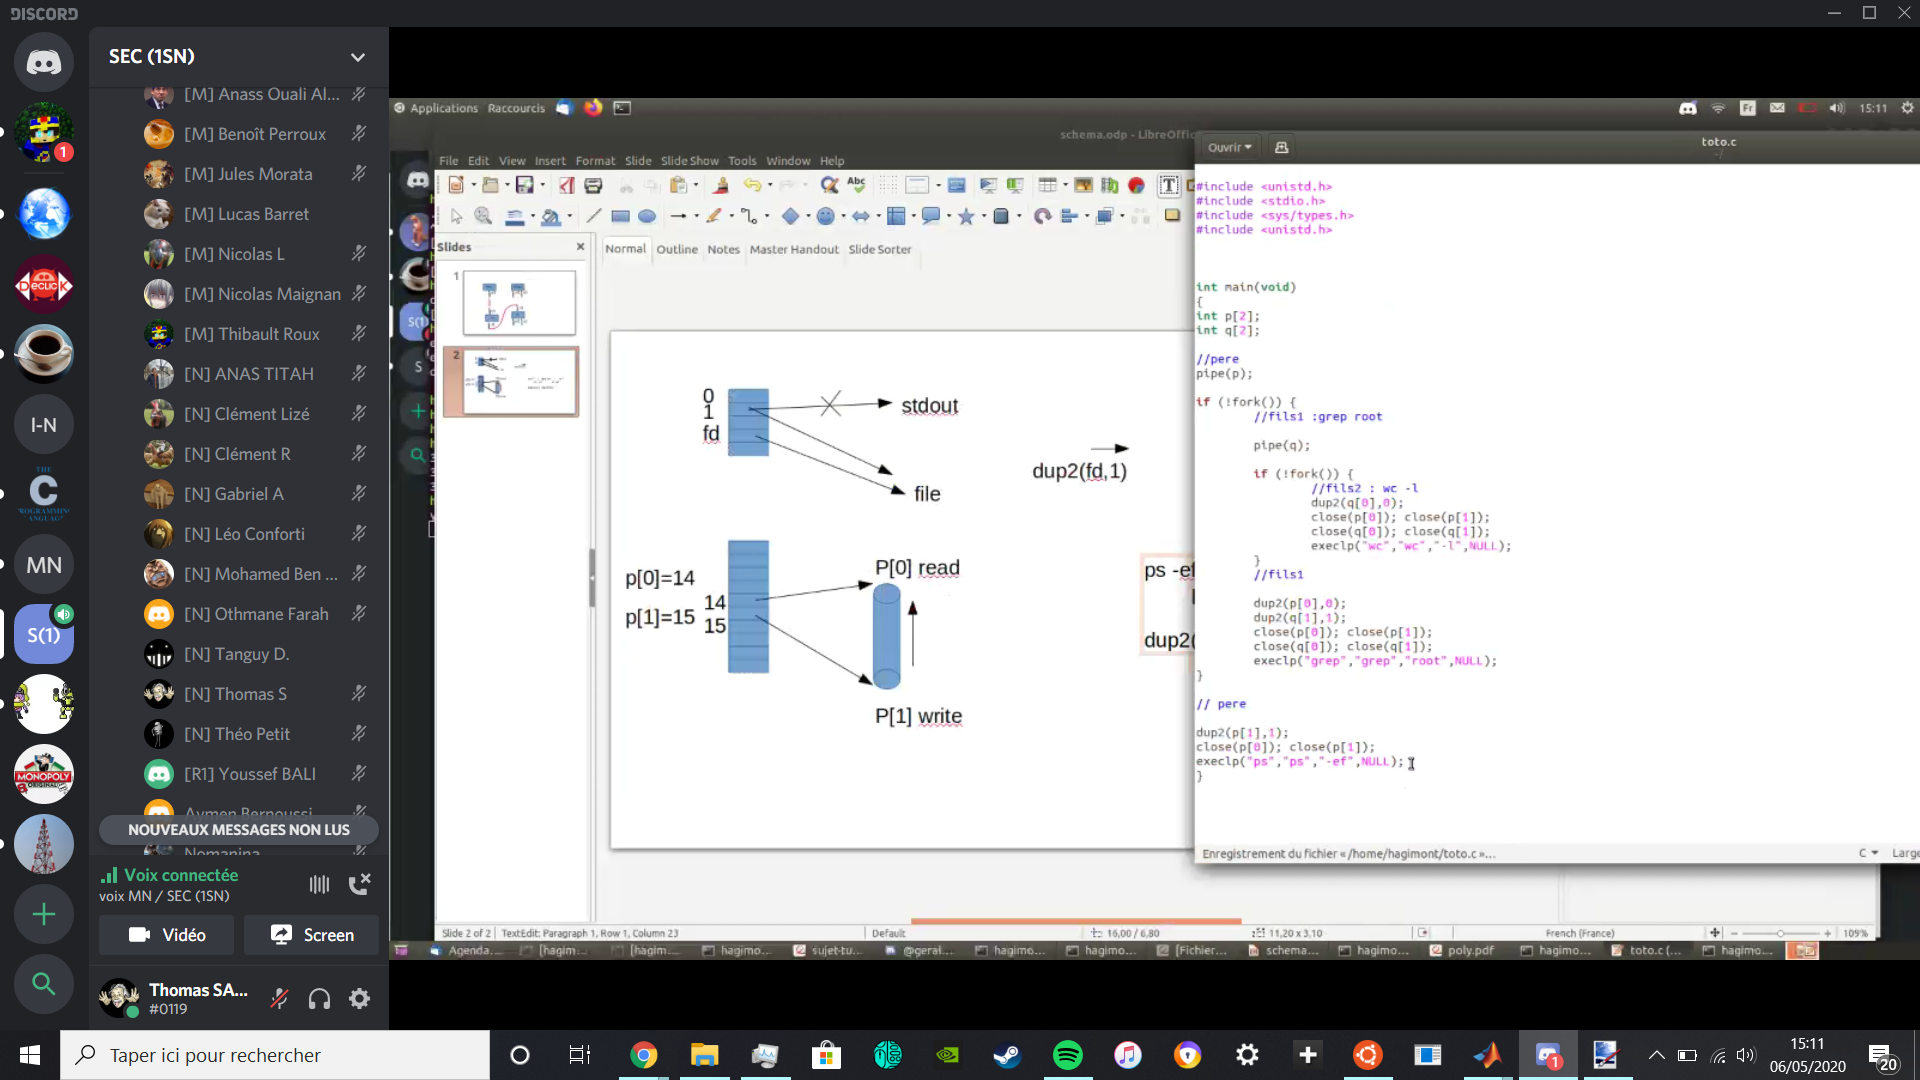 DISCORD
SEC (1SN)
[M] Anass Ouali Al...
[M] Benoît Perroux
[M] Jules Morata
[M] Lucas Barret
[M] Nicolas L
[M] Nicolas Maignan
[M] Thibault Roux
[N] ANAS TITAH
[N] Clément Lizé
[N] Clément R
[N] Gabriel A
[N] Léo Conforti
[N] Mohamed Ben ...
[N] Othmane Farah
[N] Tanguy D.
[N] Thomas S
[N] Théo Petit
[R1] Youssef BALI
Aymen Bernoussi
NOUVEAUX MESSAGES NON LUS
Nomanina
Voix connectée
voix MN / SEC (1SN)
Vidéo
Screen
Thomas SA...
#0119
1
DECLICK
I-N
THE
C
PROGRAMMING
LANGUAGE
MN
S(1)
MONOPOLY
Applications Raccourcis
Fr
15:11
schema.odp - LibreOffic
File Edit View Insert Format Slide Slide Show Tools Window Help
Slides
Normal Outline Notes Master Handout Slide Sorter
1
2
0
1
fd
stdout
file
dup2(fd,1)
p[0]=14
p[1]=15
14
15
P[0] read
P[1] write
ps -ef
dup2(
Ouvrir
toto.c
~/
#include <unistd.h>
#include <stdio.h>
#include <sys/types.h>
#include <unistd.h>
int main(void)
{
int p[2];
int q[2];
//pere
pipe(p);
if (!fork()) {
//fils1 :grep root
pipe(q);
if (!fork()) {
//fils2 : wc -l
dup2(q[0],0);
close(p[0]); close(p[1]);
close(q[0]); close(q[1]);
execlp("wc","wc","-l",NULL);
}
//fils1
dup2(p[0],0);
dup2(q[1],1);
close(p[0]); close(p[1]);
close(q[0]); close(q[1]);
execlp("grep","grep","root",NULL);
}
// pere
dup2(p[1],1);
close(p[0]); close(p[1]);
execlp("ps","ps","-ef",NULL);
}
Enregistrement du fichier « /home/hagimont/toto.c »...
C
Large
Slide 2 of 2 TextEdit: Paragraph 1, Row 1, Column 23
Default
16,00 / 6,80
11,20 x 3,10
French (France)
109%
Agenda... [hagim... [hagim... hagimo... sujet-tu... @geral... hagimo... hagimo... [Fichier... schema... hagimo... poly.pdf hagimo... toto.c (... hagimo...
Taper ici pour rechercher
1
15:11
06/05/2020
20